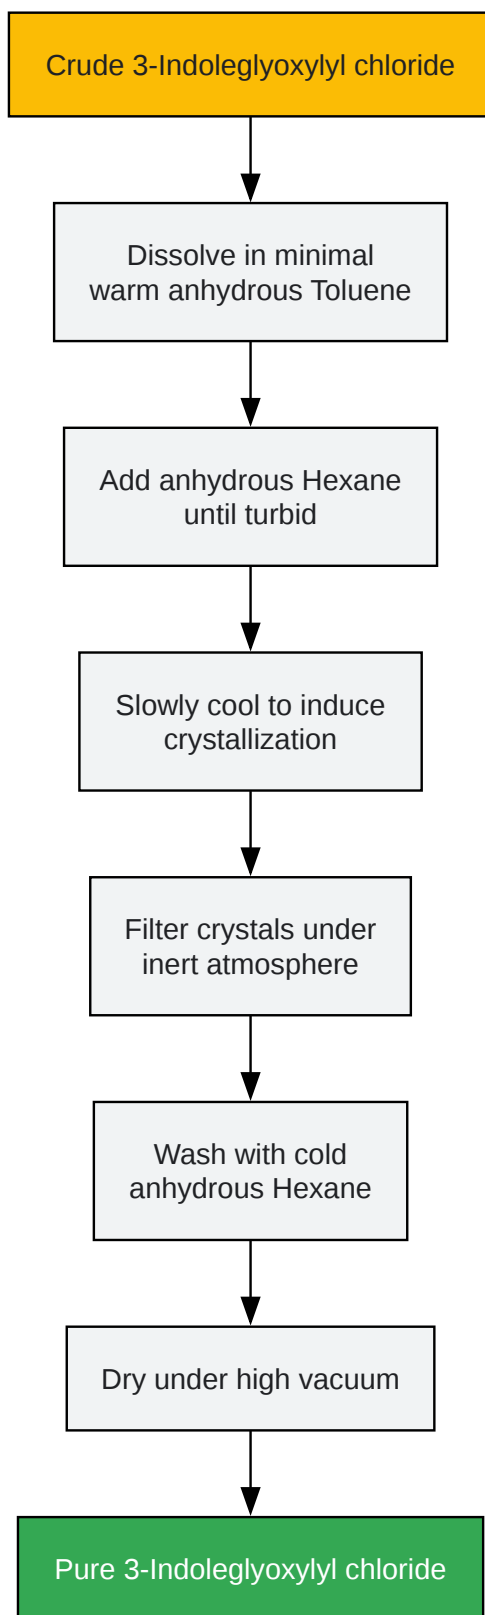 Crude 3-Indoleglyoxylyl chloride
Dissolve in minimal
warm anhydrous Toluene
Add anhydrous Hexane
until turbid
Slowly cool to induce
crystallization
Filter crystals under
inert atmosphere
Wash with cold
anhydrous Hexane
Dry under high vacuum
Pure 3-Indoleglyoxylyl chloride